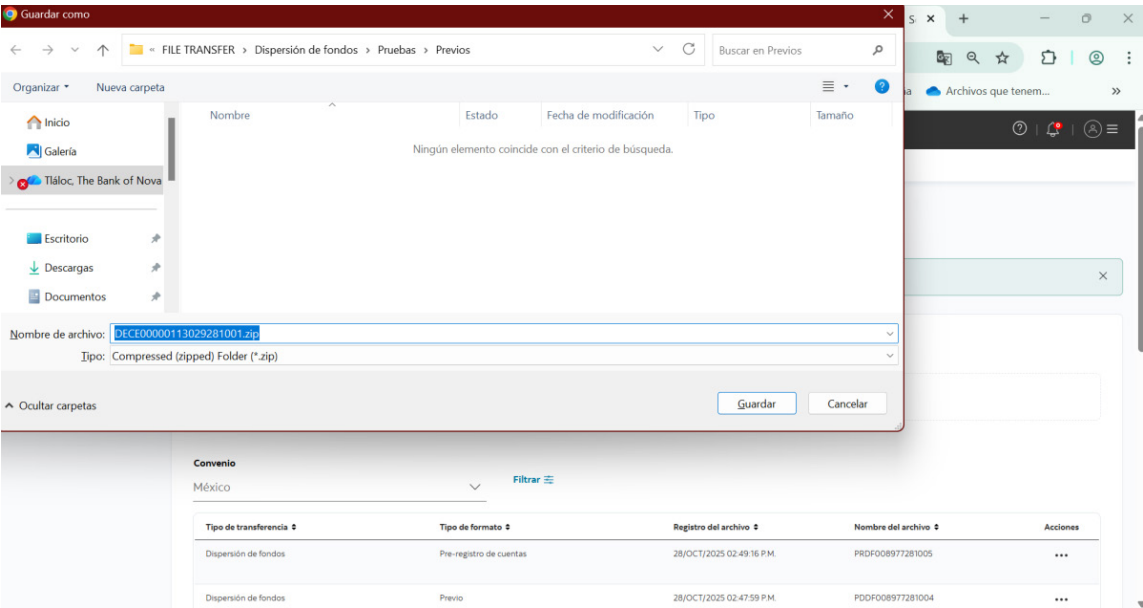 Guardar como
S
« FILE TRANSFER > Dispersión de fondos > Pruebas > Previos
Buscar en Previos
Organizar
Nueva carpeta
Archivos que tenem...
Nombre
Estado
Fecha de modificación
Tipo
Tamaño
Inicio
Ningún elemento coincide con el criterio de búsqueda.
Galería
Tláloc, The Bank of Nova
Escritorio
Descargas
Documentos
Nombre de archivo: DECE00000113029281001.zip
Tipo: Compressed (zipped) Folder (*.zip)
Ocultar carpetas
Guardar
Cancelar
Convenio
México
Filtrar
Tipo de transferencia
Tipo de formato
Registro del archivo
Nombre del archivo
Acciones
Dispersión de fondos
Pre-registro de cuentas
28/OCT/2025 02:49:16 P.M.
PRDF008977281005
Dispersión de fondos
Previo
28/OCT/2025 02:47:59 P.M.
PDDF008977281004